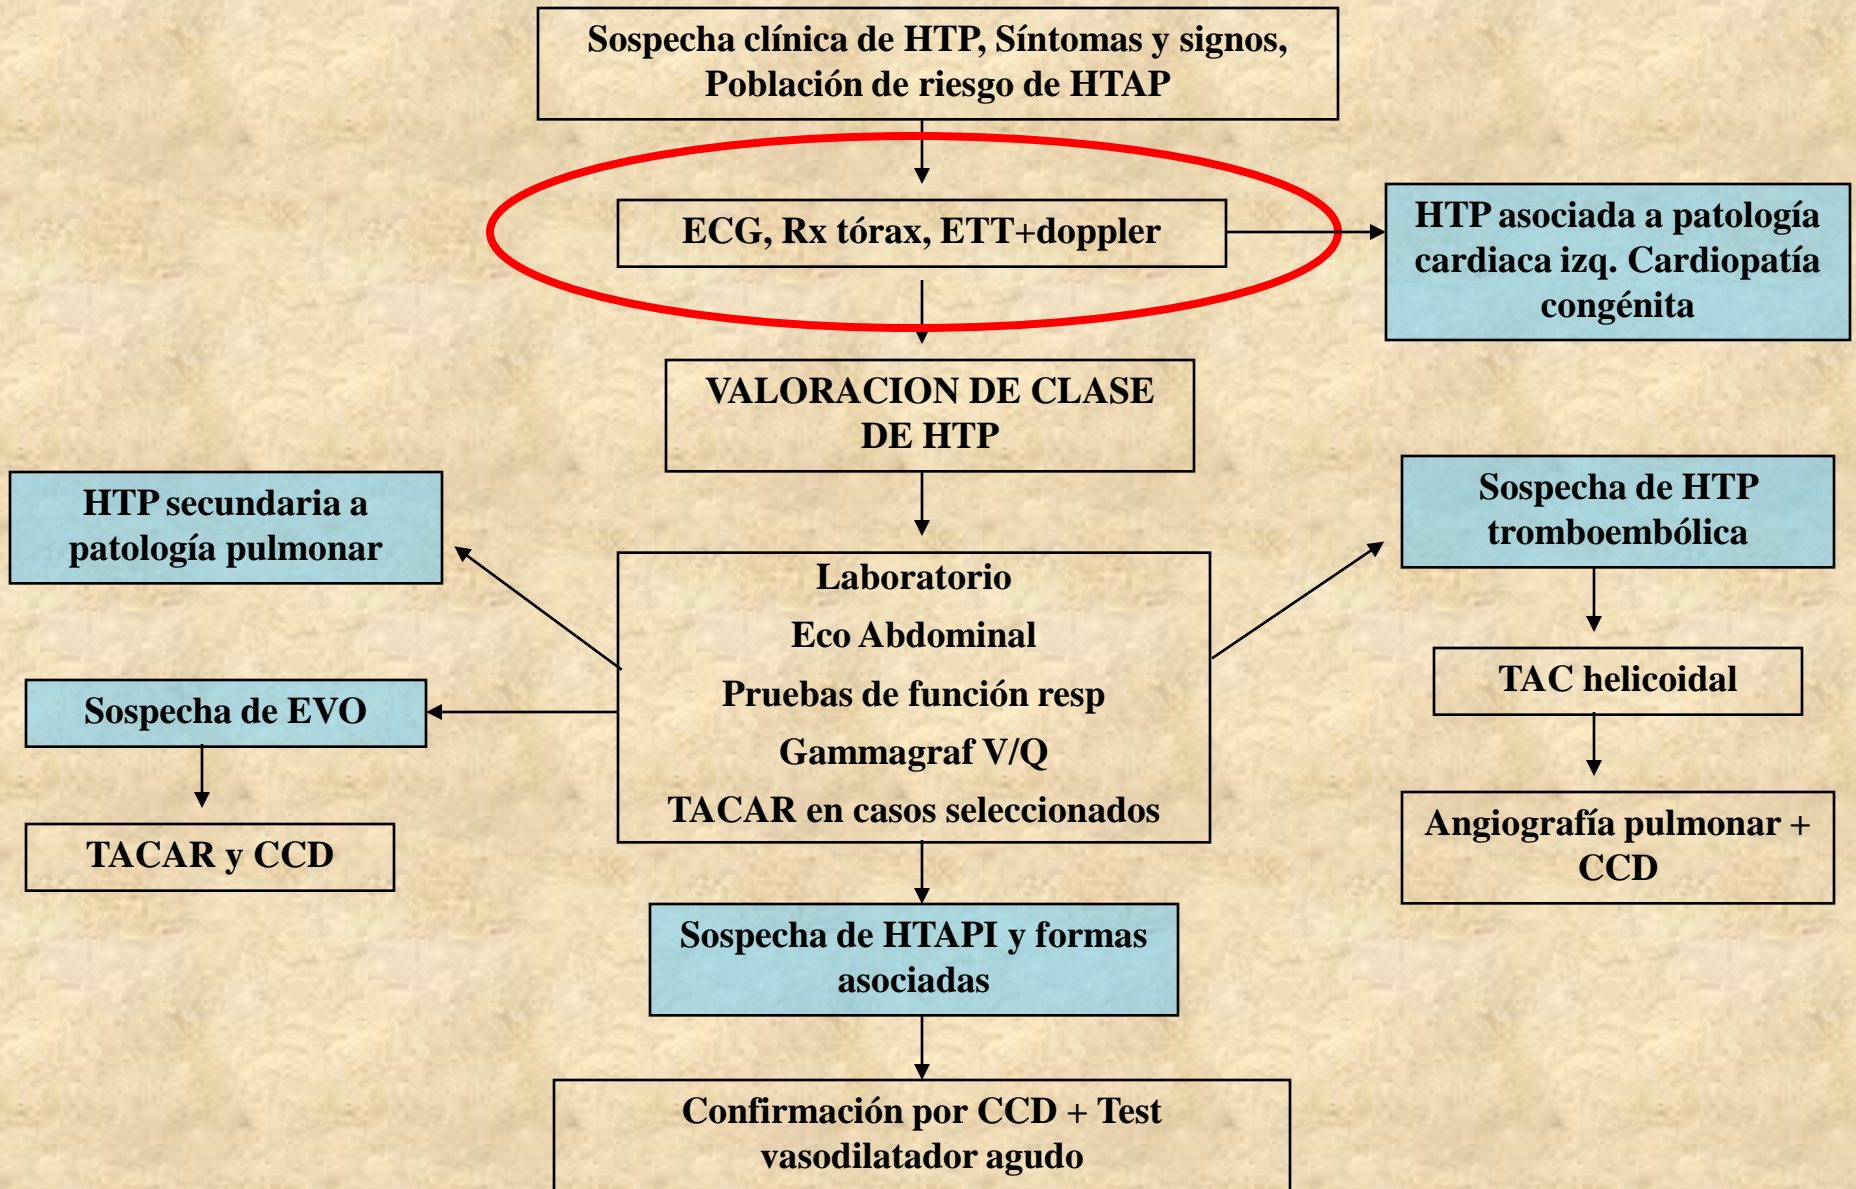 Sospecha clínica de HTP, Síntomas y signos,
Población de riesgo de HTAP
ECG, Rx tórax, ETT+doppler
HTP asociada a patología
cardiaca izq. Cardiopatía
congénita
VALORACION DE CLASE
DE HTP
HTP secundaria a
patología pulmonar
Sospecha de HTP
tromboembólica
Laboratorio
Eco Abdominal
Pruebas de función resp
Gammagraf V/Q
TACAR en casos seleccionados
Sospecha de EVO
TACAR y CCD
TAC helicoidal
Angiografía pulmonar +
CCD
Sospecha de HTAPI y formas
asociadas
Confirmación por CCD + Test
vasodilatador agudo